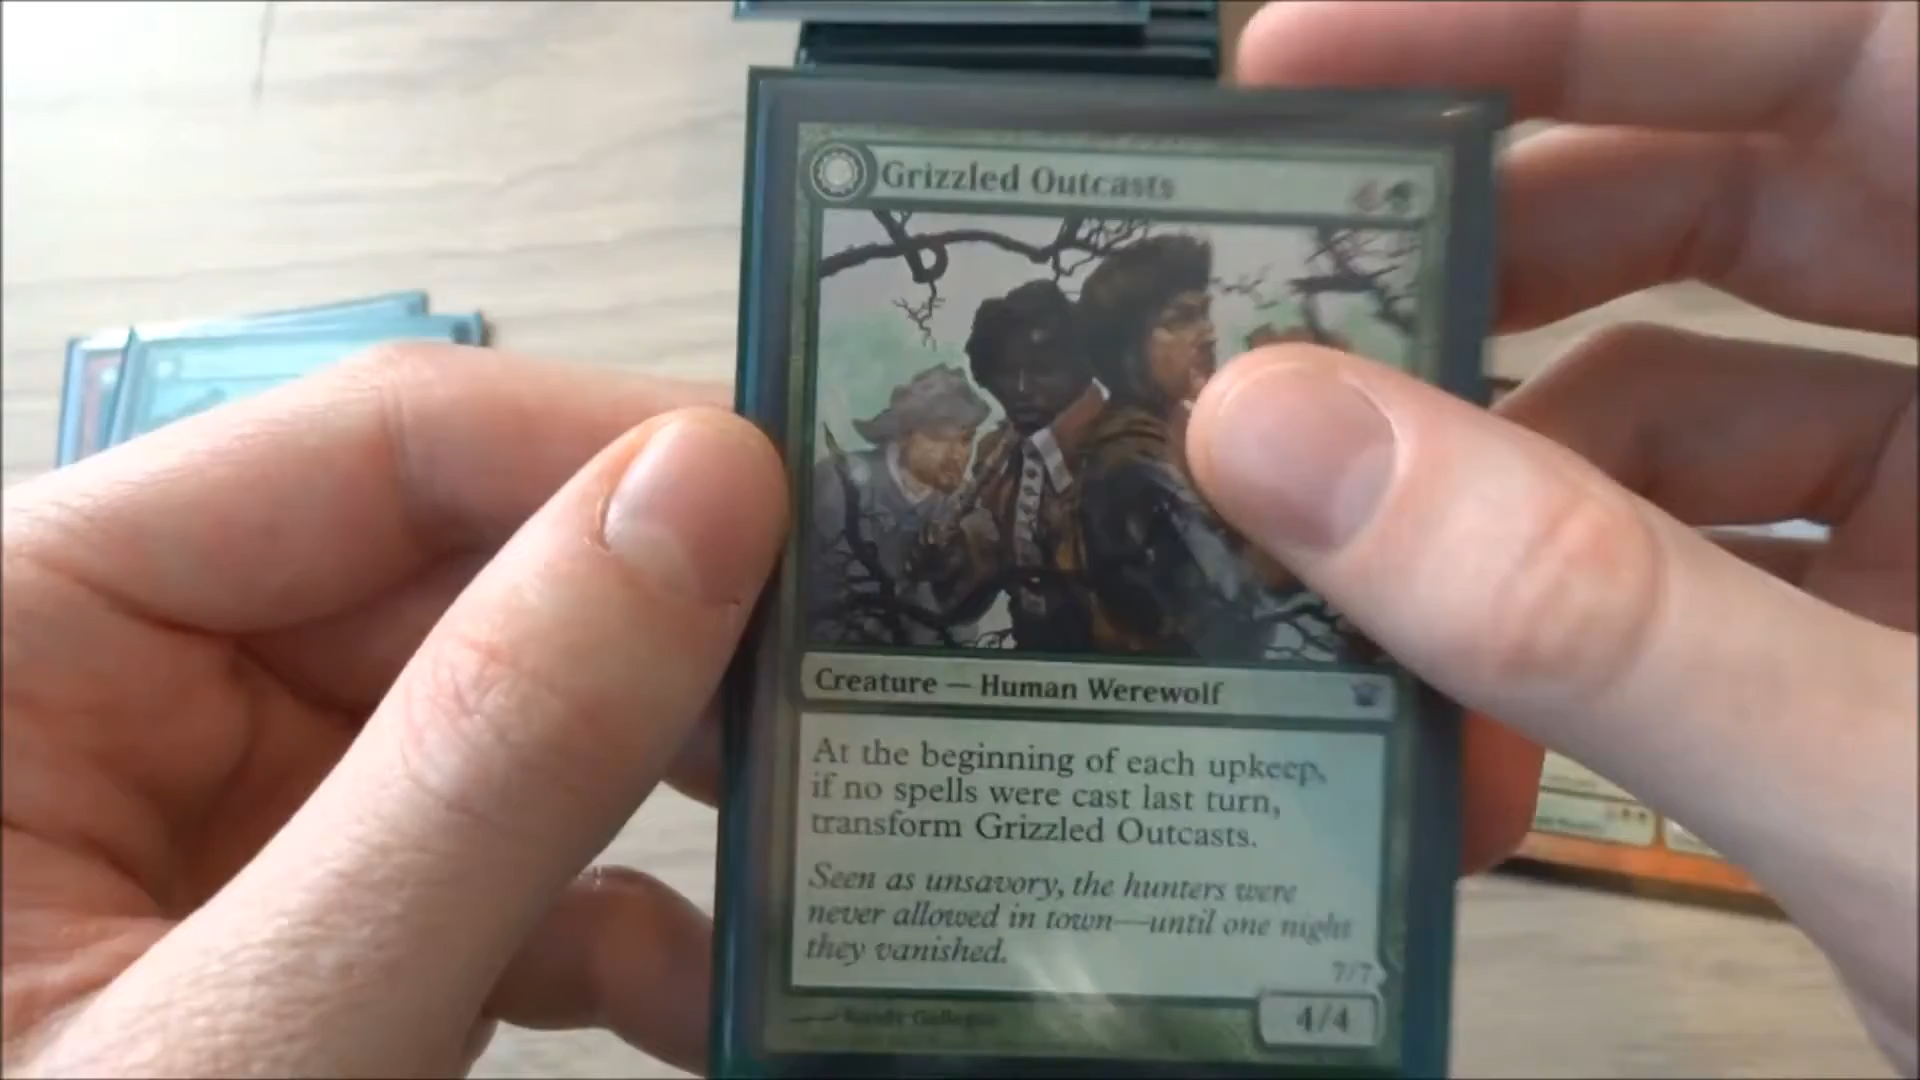 Grizzled Outcasts
Creature — Human Werewolf
At the beginning of each upkeep,
if no spells were cast last turn,
transform Grizzled Outcasts.
Seen as unsavory, the hunters were
never allowed in town—until one night
they vanished.
7/7
4/4